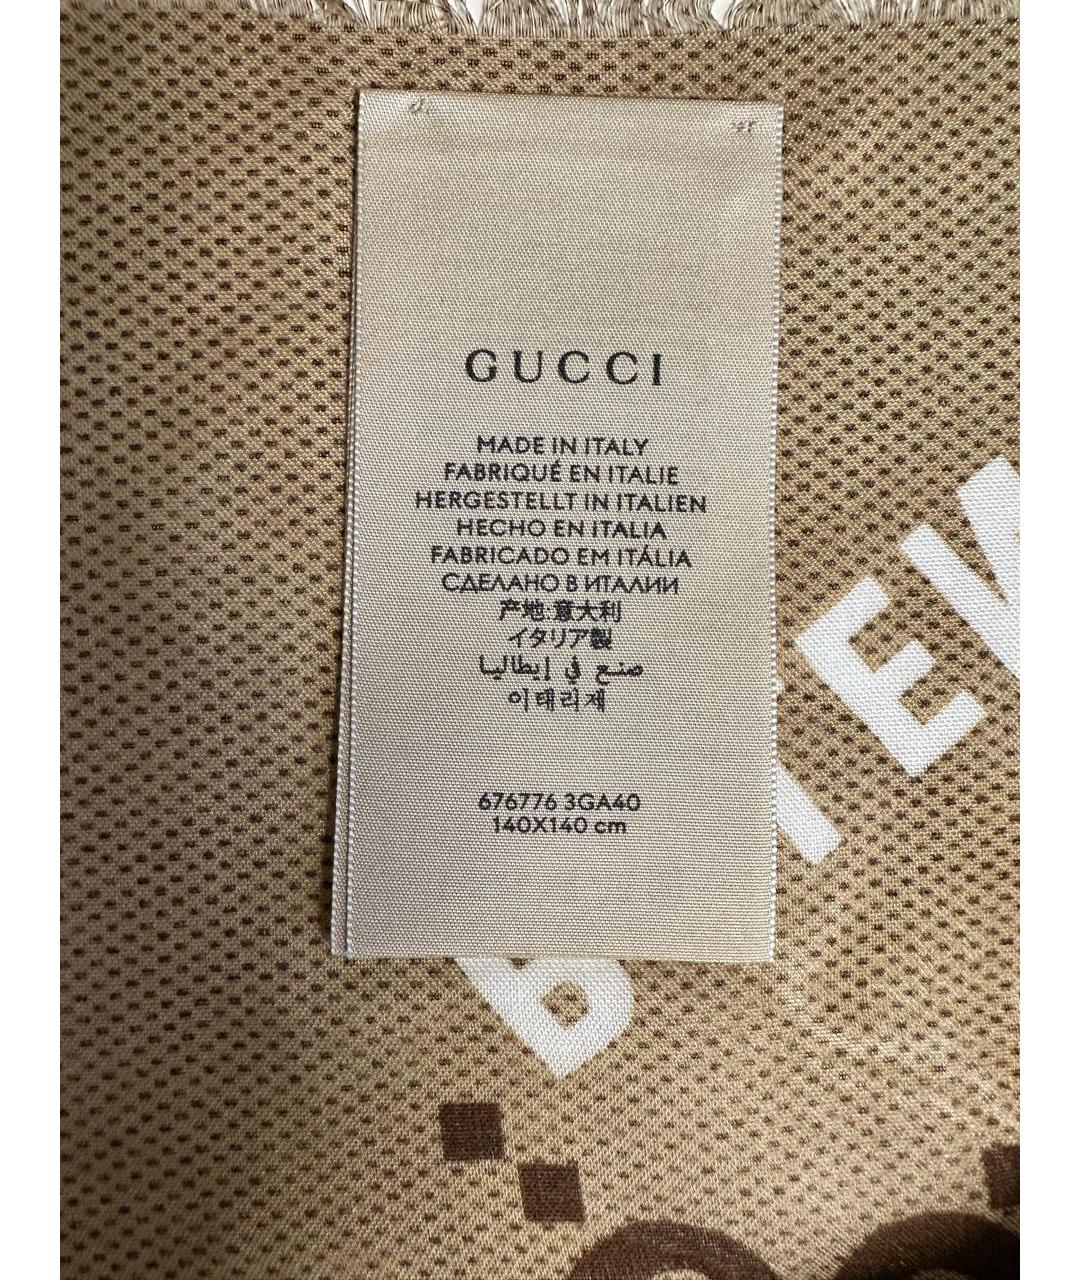 GUCCI
MADE IN ITALY
FABRIQUÉ EN ITALIE
HERGESTELLT IN ITALIEN
HECHO EN ITALIA
FABRICADO EM ITÁLIA
СДЕЛАНО В ИТАЛИИ
产地:意大利
イタリア製
صنع في إيطاليا
이태리제
676776 3GA40
140X140 cm